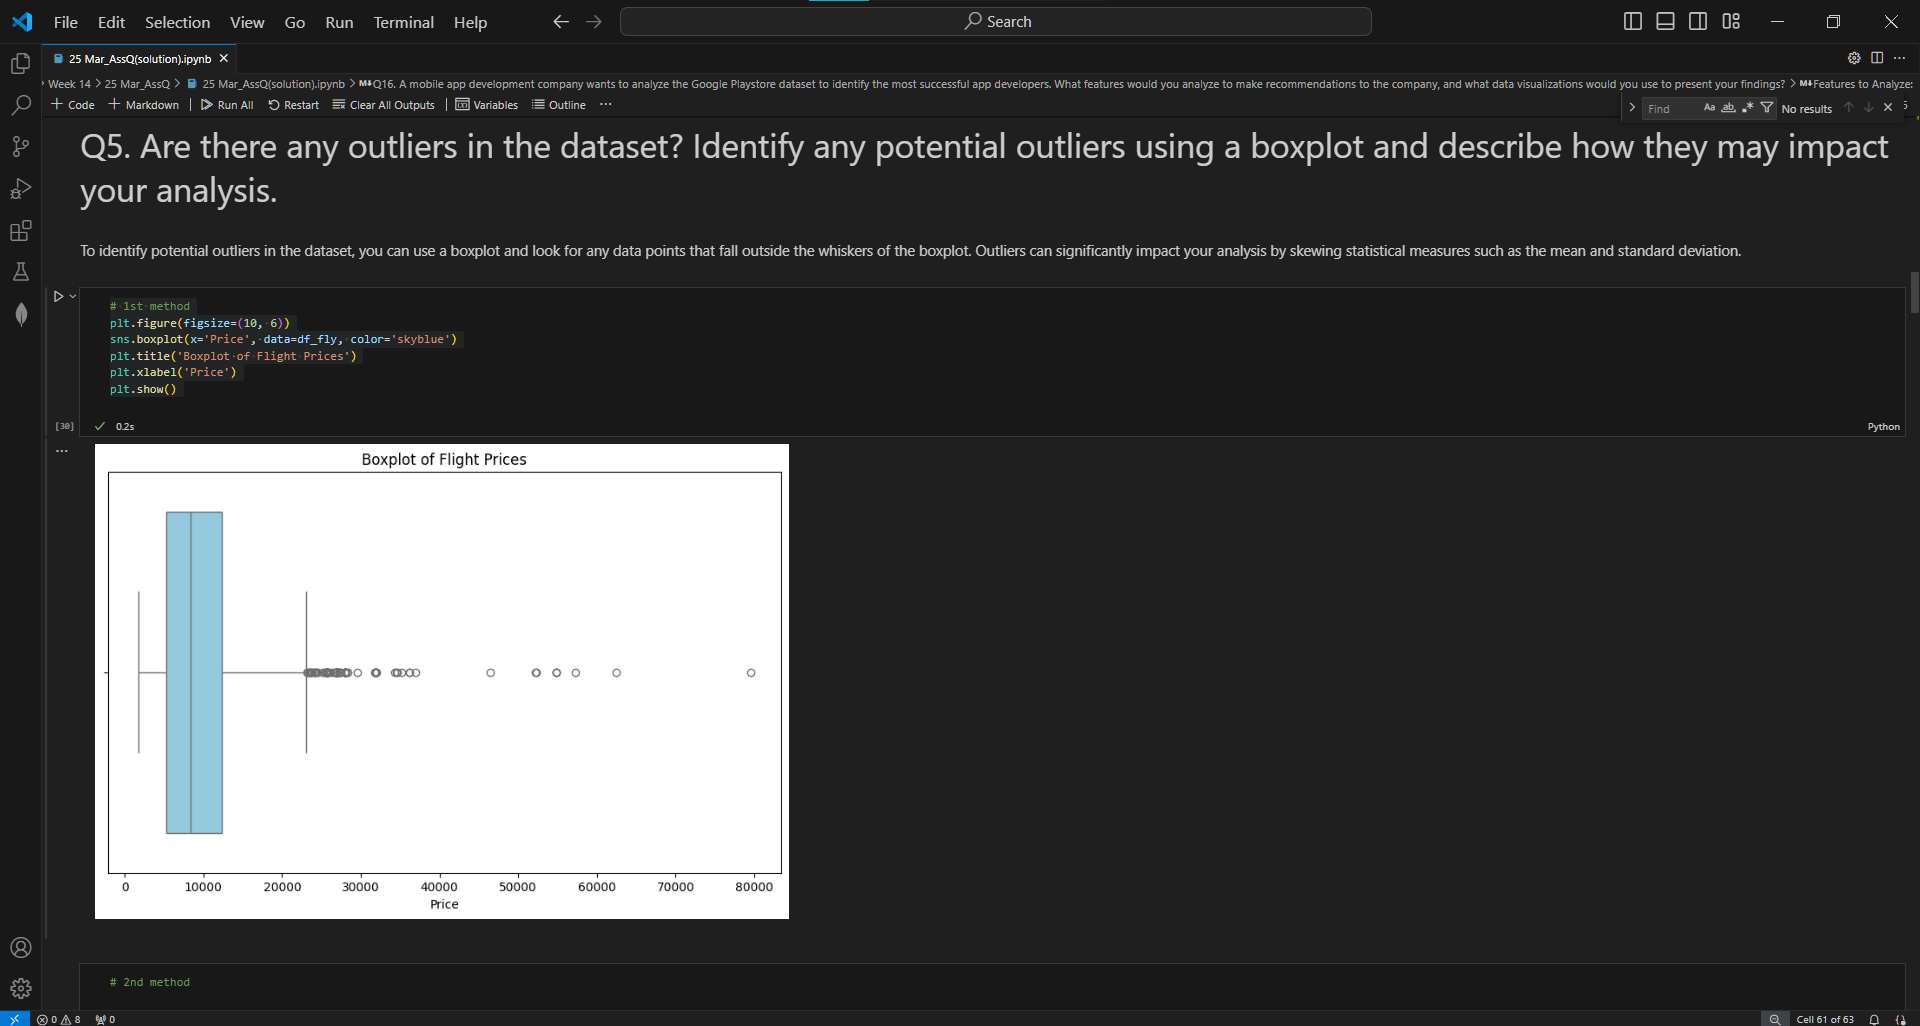 File Edit Selection View Go Run Terminal Help
Search
25 Mar_AssQ(solution).ipynb
Week 14 > 25 Mar_AssQ > 25 Mar_AssQ(solution).ipynb > M↓Q16. A mobile app development company wants to analyze the Google Playstore dataset to identify the most successful app developers. What features would you analyze to make recommendations to the company, and what data visualizations would you use to present your findings? > M↓Features to Analyze:
+ Code + Markdown | Run All Restart Clear All Outputs | Variables Outline ...
Find Aa ab .* No results
Q5. Are there any outliers in the dataset? Identify any potential outliers using a boxplot and describe how they may impact
your analysis.
To identify potential outliers in the dataset, you can use a boxplot and look for any data points that fall outside the whiskers of the boxplot. Outliers can significantly impact your analysis by skewing statistical measures such as the mean and standard deviation.
# 1st method
plt.figure(figsize=(10, 6))
sns.boxplot(x='Price', data=df_fly, color='skyblue')
plt.title('Boxplot of Flight Prices')
plt.xlabel('Price')
plt.show()
[30] 0.2s Python
Boxplot of Flight Prices
0 10000 20000 30000 40000 50000 60000 70000 80000
Price
# 2nd method
0 8 0 Cell 61 of 63